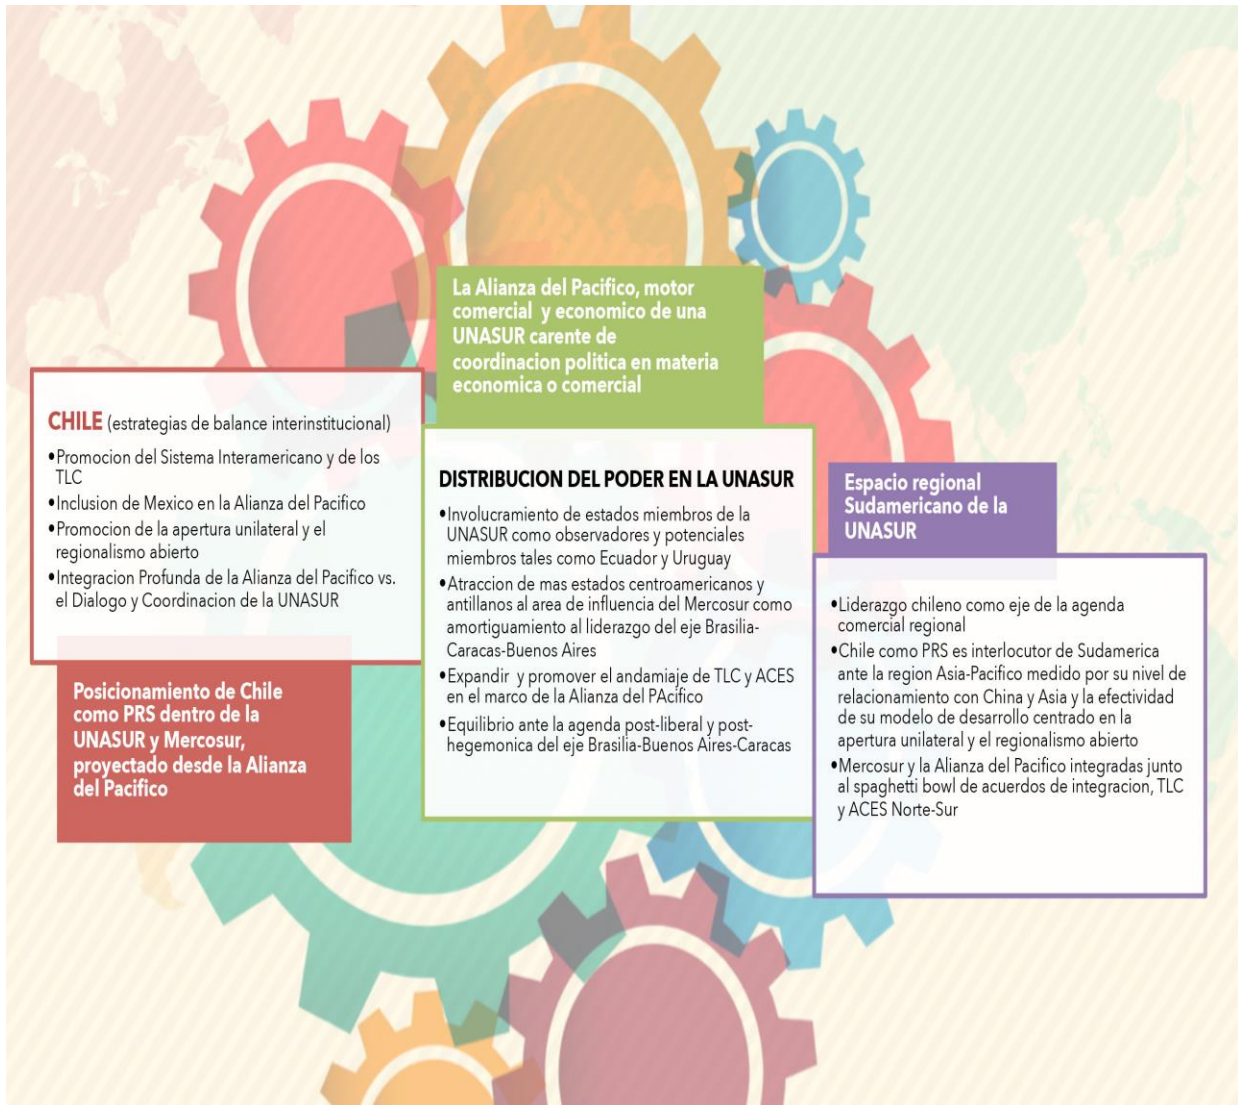 CHILE (estrategias de balance interinstitucional)
•Promocion del Sistema Interamericano y de los
TLC
•Inclusion de Mexico en la Alianza del Pacifico
•Promocion de la apertura unilateral y el
regionalismo abierto
•Integracion Profunda de la Alianza del Pacifico vs.
el Dialogo y Coordinacion de la UNASUR
Posicionamiento de Chile
como PRS dentro de la
UNASUR y Mercosur,
proyectado desde la Alianza
del Pacifico
La Alianza del Pacifico, motor
comercial y economico de una
UNASUR carente de
coordinacion politica en materia
economica o comercial
DISTRIBUCION DEL PODER EN LA UNASUR
•Involucramiento de estados miembros de la
UNASUR como observadores y potenciales
miembros tales como Ecuador y Uruguay
•Atraccion de mas estados centroamericanos y
antillanos al area de influencia del Mercosur como
amortiguamiento al liderazgo del eje Brasilia-
Caracas-Buenos Aires
•Expandir y promover el andamiaje de TLC y ACES
en el marco de la Alianza del PAcifico
•Equilibrio ante la agenda post-liberal y post-
hegemonica del eje Brasilia-Buenos Aires-Caracas
Espacio regional
Sudamericano de la
UNASUR
•Liderazgo chileno como eje de la agenda
comercial regional
•Chile como PRS es interlocutor de Sudamerica
ante la region Asia-Pacifico medido por su nivel de
relacionamiento con China y Asia y la efectividad
de su modelo de desarrollo centrado en la
apertura unilateral y el regionalismo abierto
•Mercosur y la Alianza del Pacifico integradas junto
al spaghetti bowl de acuerdos de integracion, TLC
y ACES Norte-Sur